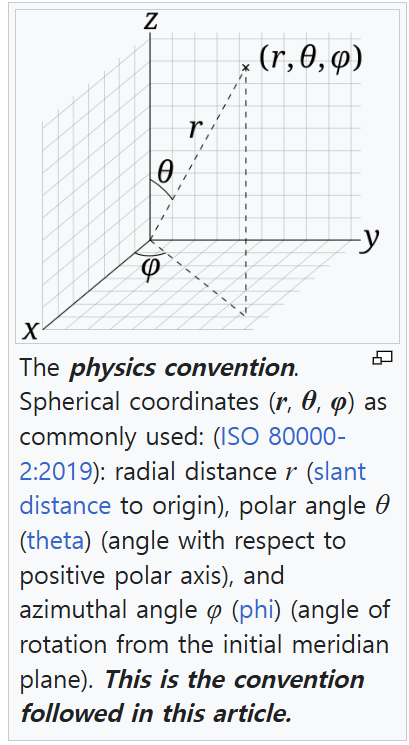 z
(r, θ, φ)
r
θ
y
φ
x
The physics convention.
Spherical coordinates (r, θ, φ) as
commonly used: (ISO 80000-
2:2019): radial distance r (slant
distance to origin), polar angle θ
(theta) (angle with respect to
positive polar axis), and
azimuthal angle φ (phi) (angle of
rotation from the initial meridian
plane). This is the convention
followed in this article.